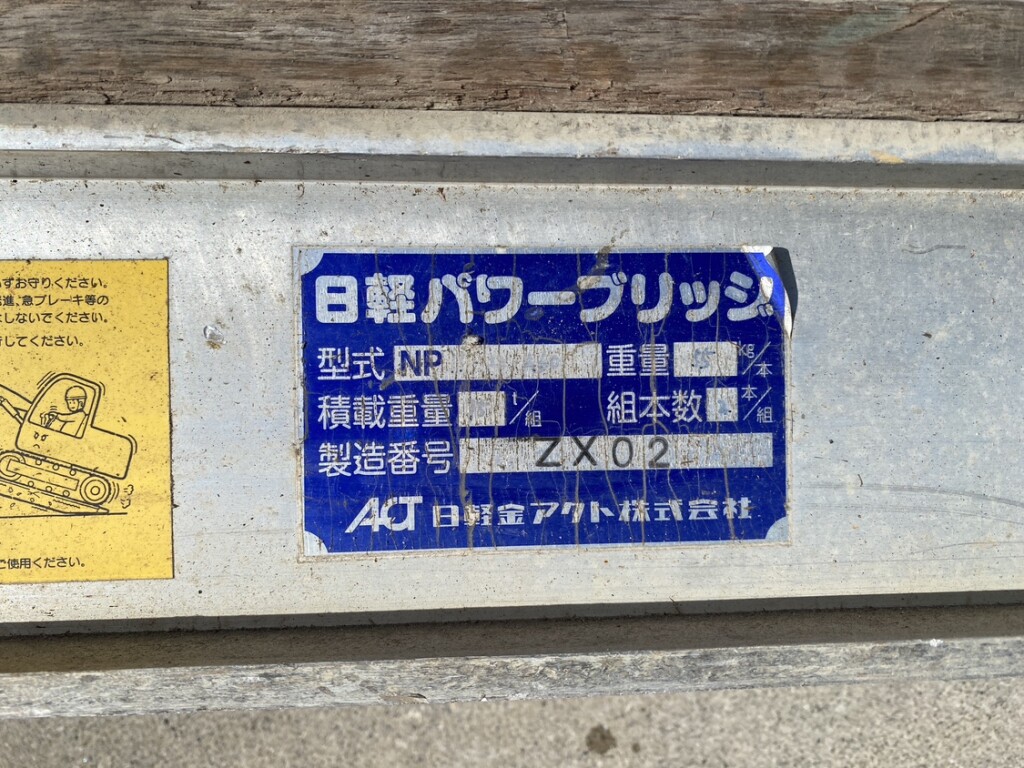 ずお守りください。
進、急ブレーキ等の
しないでください。
してください。
ご使用ください。
日軽パワーブリッジ
型式 NP 重量 kg/本
積載重量 t/組 組本数 本/組
製造番号 ZX02
ACT 日軽金アクト株式会社